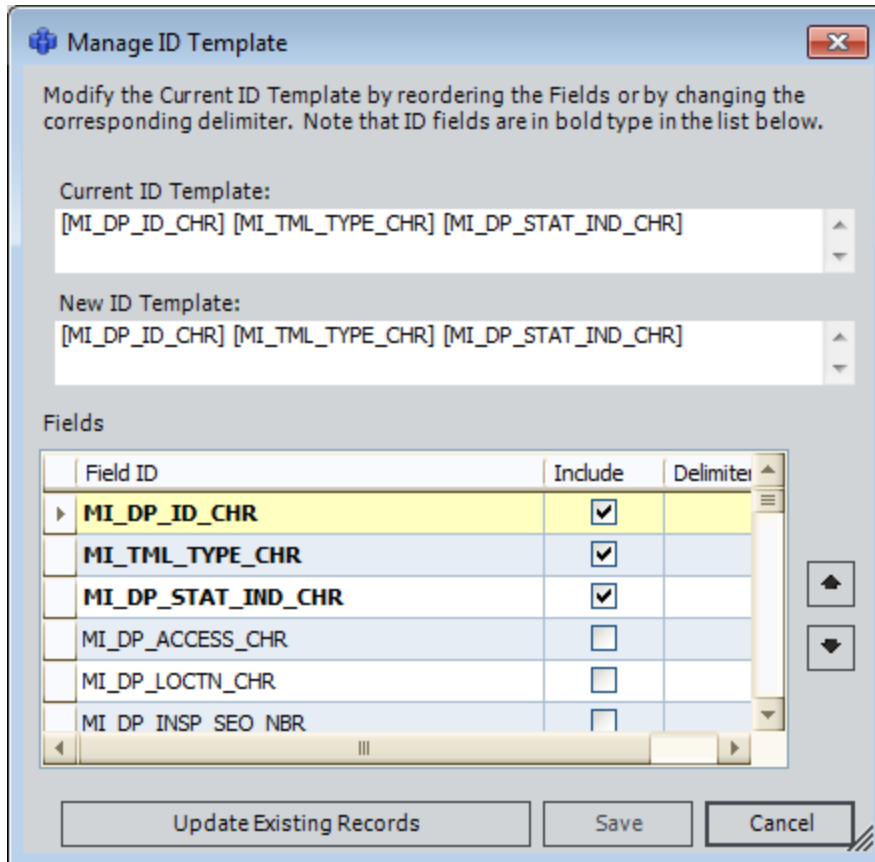 Manage ID Template
Modify the Current ID Template by reordering the Fields or by changing the
corresponding delimiter. Note that ID fields are in bold type in the list below.
Current ID Template:
[MI_DP_ID_CHR] [MI_TML_TYPE_CHR] [MI_DP_STAT_IND_CHR]
New ID Template:
[MI_DP_ID_CHR] [MI_TML_TYPE_CHR] [MI_DP_STAT_IND_CHR]
Fields
Field ID Include Delimiter
MI_DP_ID_CHR
MI_TML_TYPE_CHR
MI_DP_STAT_IND_CHR
MI_DP_ACCESS_CHR
MI_DP_LOCTN_CHR
MI_DP_INSP_SEQ_NBR
Update Existing Records Save Cancel